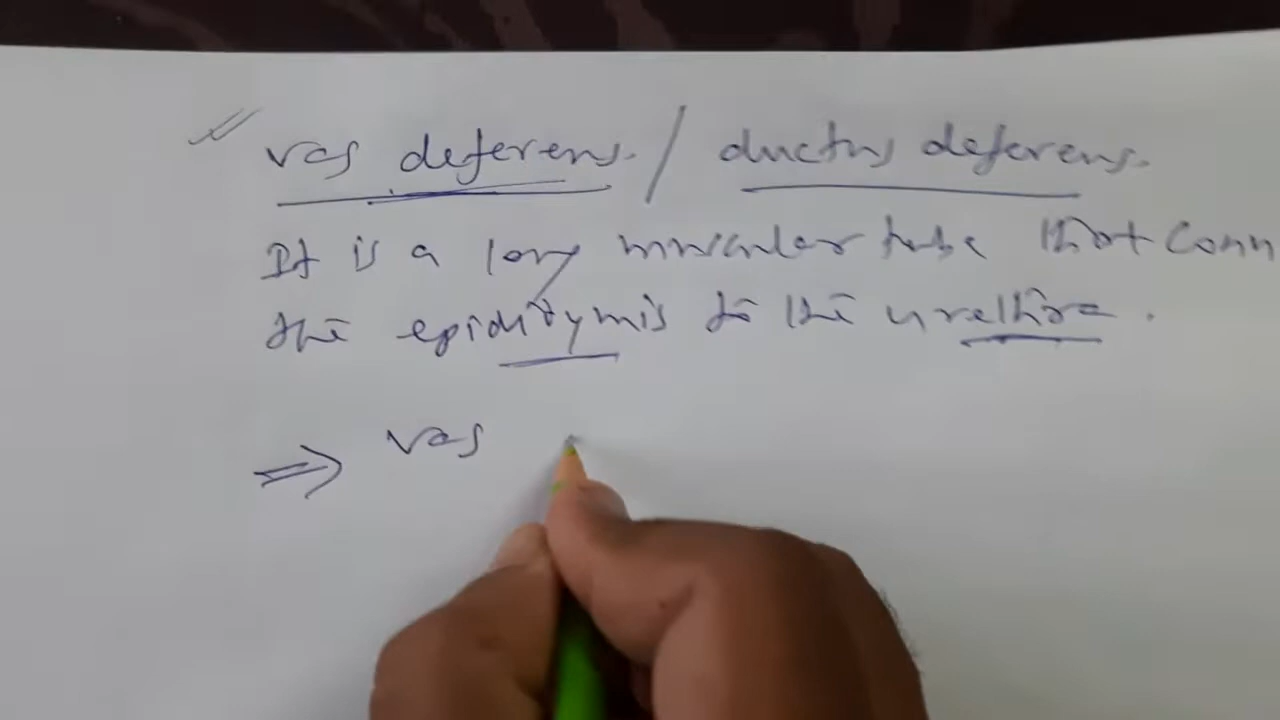 vas deferens. / ductus deferens.
It is a long muscular tube that conn
the epididymis to the urethra.
⇒ vas